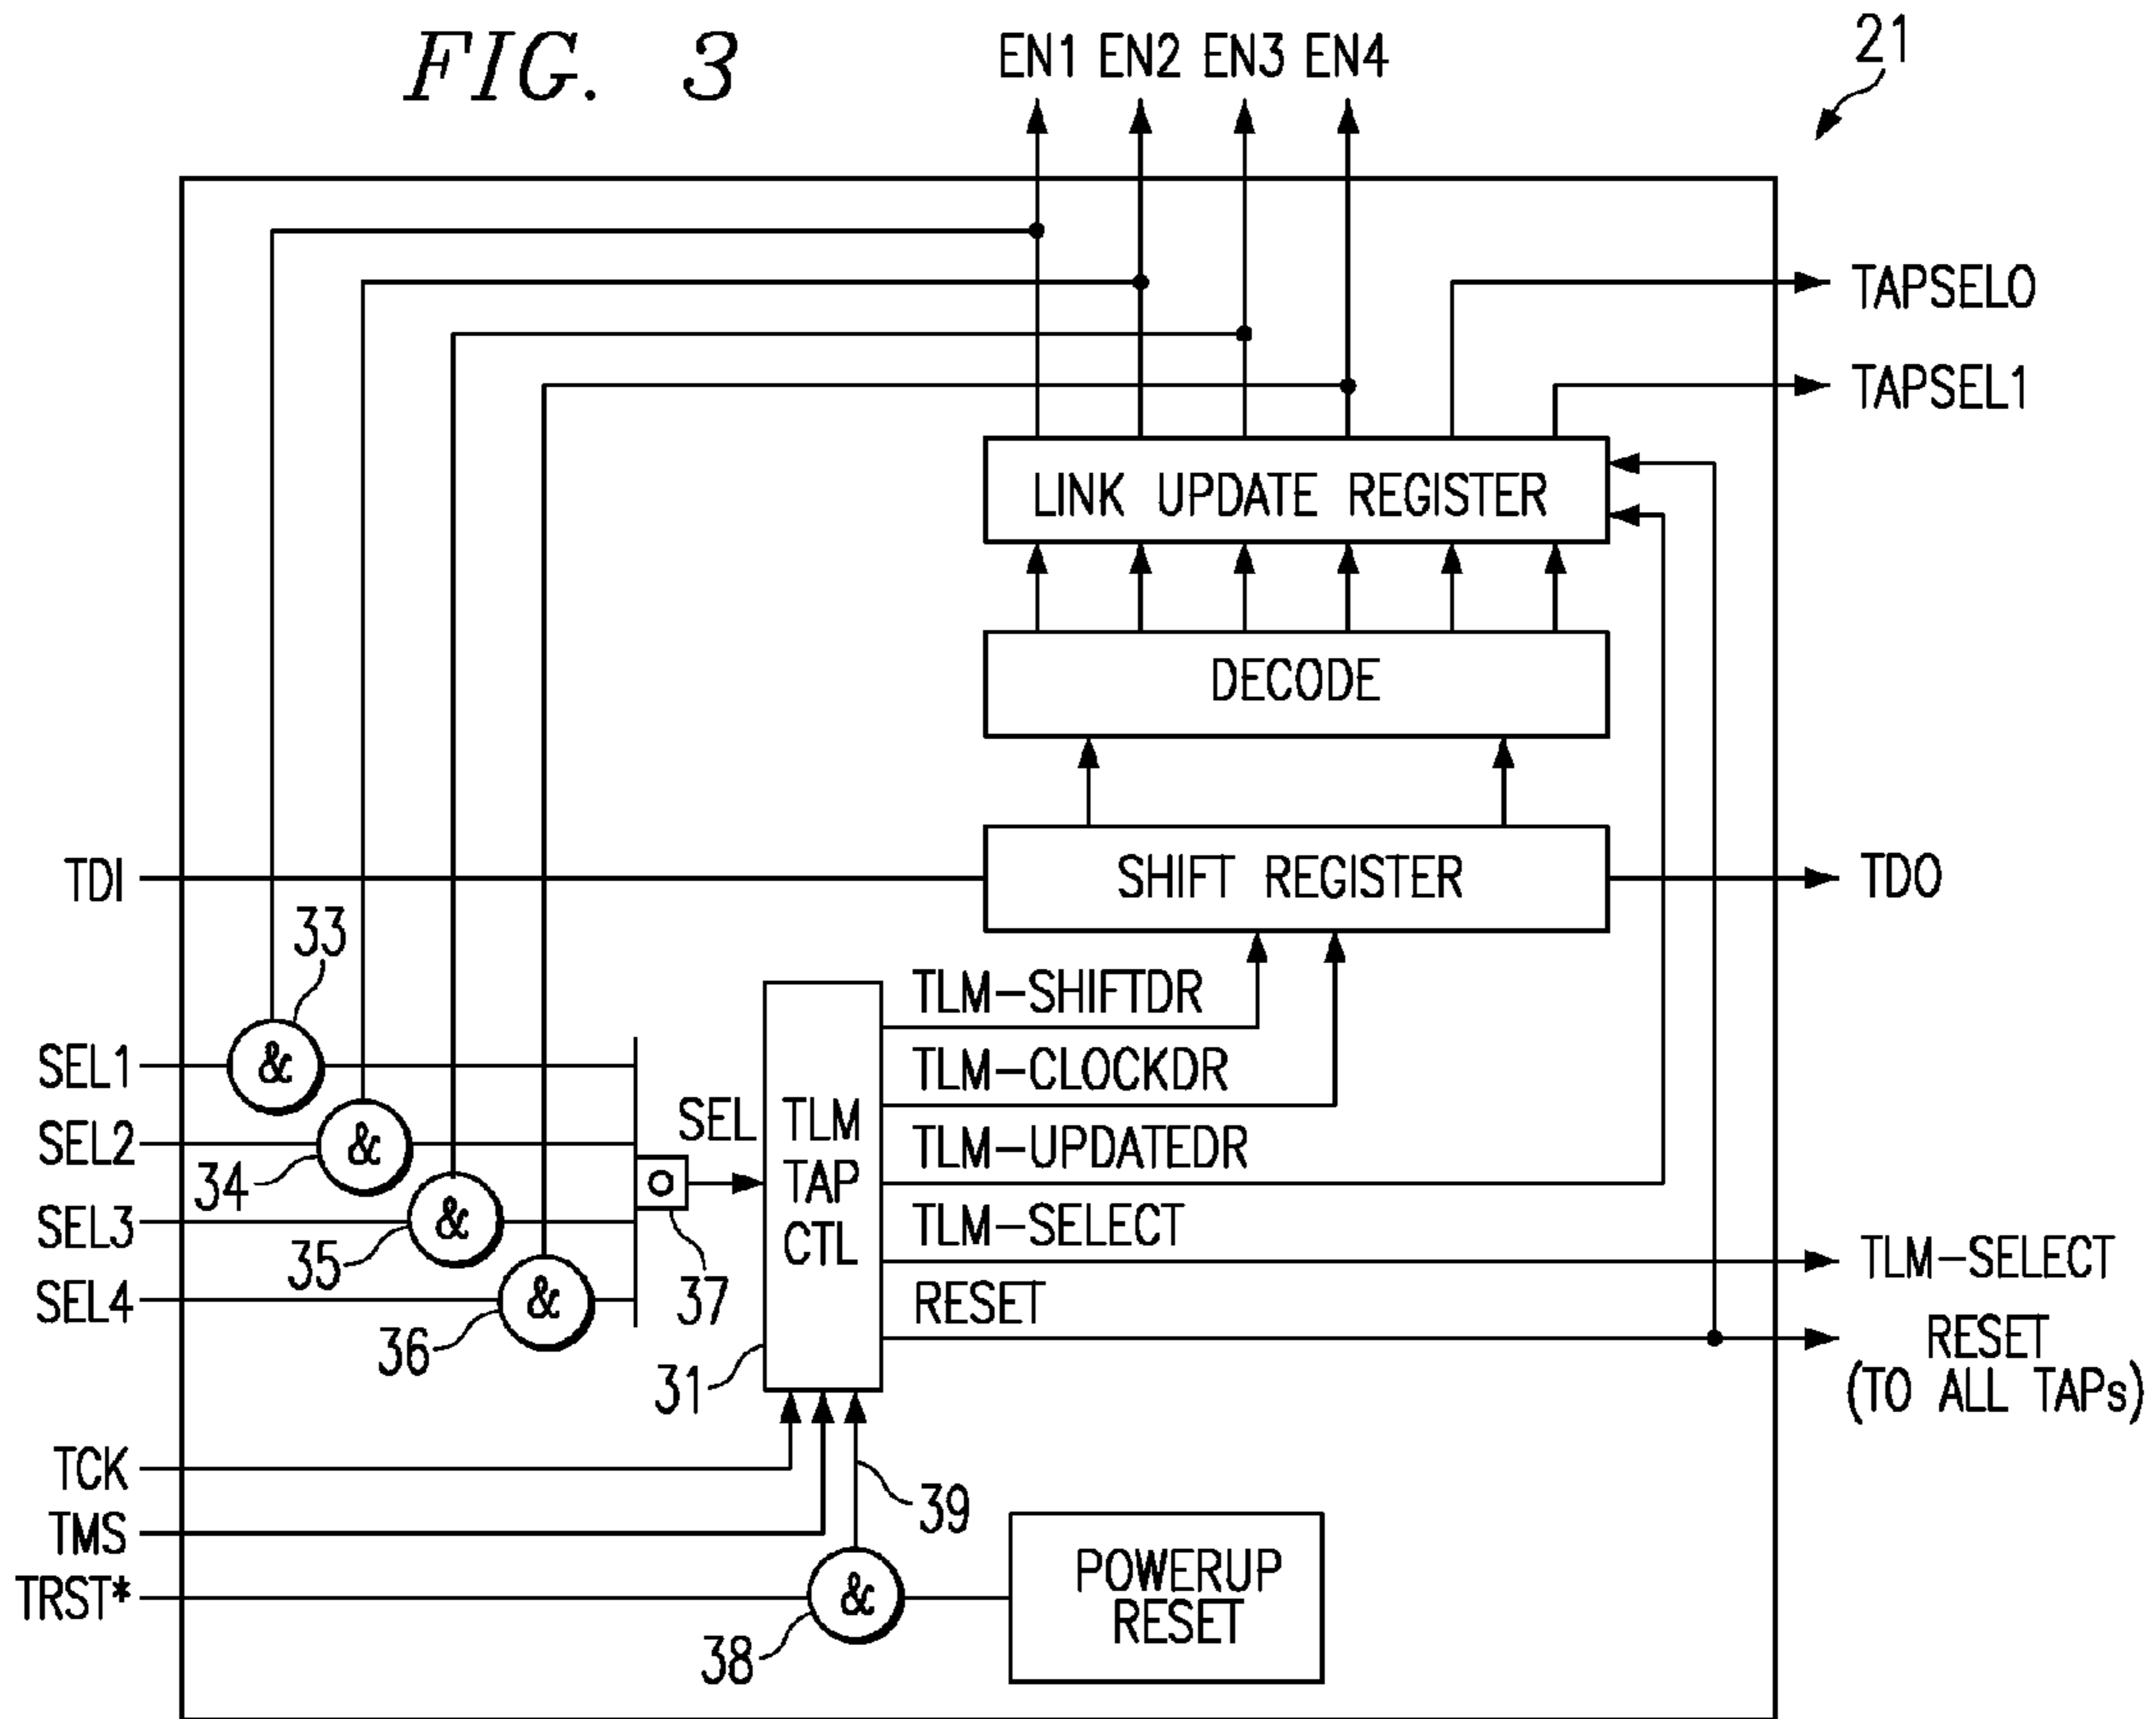 FIG. 3
EN1 EN2 EN3 EN4
21
TAPSEL0
TAPSEL1
LINK UPDATE REGISTER
DECODE
TDI
SHIFT REGISTER
TDO
33
&
SEL1
SEL2
34
&
SEL3
35
&
SEL4
36
&
37
SEL
TLM
TAP
CTL
31
TLM-SHIFTDR
TLM-CLOCKDR
TLM-UPDATEDR
TLM-SELECT
RESET
TLM-SELECT
RESET
(TO ALL TAPs)
TCK
TMS
TRST*
39
&
38
POWERUP
RESET